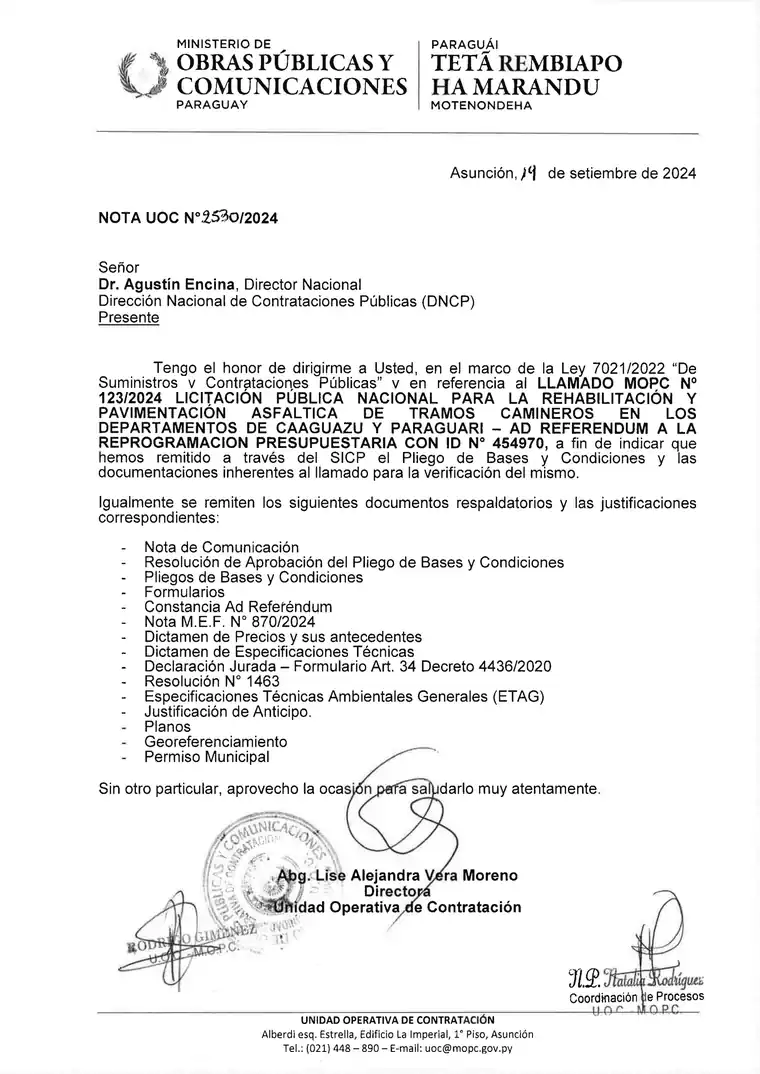 MINISTERIO DE
OBRAS PÚBLICAS Y
COMUNICACIONES
PARAGUAY
PARAGUÁI
TETÃ REMBIAPO
HA MARANDU
MOTENONDEHA
Asunción, 19 de setiembre de 2024
NOTA UOC N° 2530/2024
Señor
Dr. Agustín Encina, Director Nacional
Dirección Nacional de Contrataciones Públicas (DNCP)
Presente
Tengo el honor de dirigirme a Usted, en el marco de la Ley 7021/2022 “De
Suministros y Contrataciones Públicas” y en referencia al LLAMADO MOPC Nº
123/2024 LICITACIÓN PÚBLICA NACIONAL PARA LA REHABILITACIÓN Y
PAVIMENTACIÓN ASFALTICA DE TRAMOS CAMINEROS EN LOS
DEPARTAMENTOS DE CAAGUAZU Y PARAGUARI – AD REFERENDUM A LA
REPROGRAMACION PRESUPUESTARIA CON ID N° 454970, a fin de indicar que
hemos remitido a través del SICP el Pliego de Bases y Condiciones y las
documentaciones inherentes al llamado para la verificación del mismo.
Igualmente se remiten los siguientes documentos respaldatorios y las justificaciones
correspondientes:
- Nota de Comunicación
- Resolución de Aprobación del Pliego de Bases y Condiciones
- Pliegos de Bases y Condiciones
- Formularios
- Constancia Ad Referéndum
- Nota M.E.F. N° 870/2024
- Dictamen de Precios y sus antecedentes
- Dictamen de Especificaciones Técnicas
- Declaración Jurada – Formulario Art. 34 Decreto 4436/2020
- Resolución N° 1463
- Especificaciones Técnicas Ambientales Generales (ETAG)
- Justificación de Anticipo.
- Planos
- Georeferenciamiento
- Permiso Municipal
Sin otro particular, aprovecho la ocasión para saludarlo muy atentamente.
Abg. Lise Alejandra Vera Moreno
Directora
Unidad Operativa de Contratación
RODRIGO GIMENEZ
U.O.C. - M.O.P.C.
N.P. Natalia Rodríguez
Coordinación de Procesos
UOC - M.O.P.C.
UNIDAD OPERATIVA DE CONTRATACIÓN
Alberdi esq. Estrella, Edificio La Imperial, 1° Piso, Asunción
Tel.: (021) 448 – 890 – E-mail: uoc@mopc.gov.py